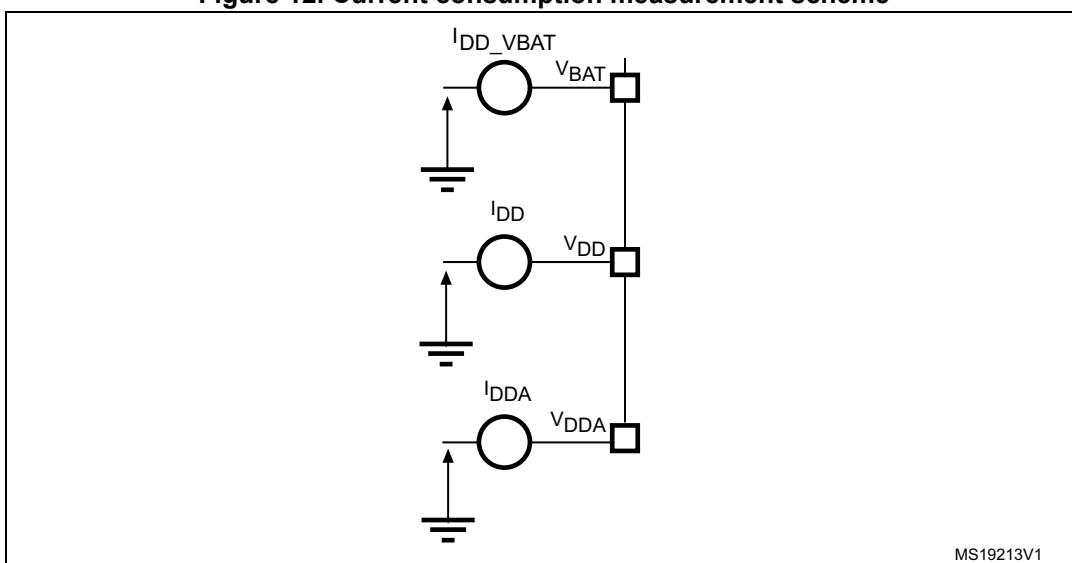 Figure 12. Current consumption measurement scheme
IDD_VBAT
VBAT
IDD
VDD
IDDA
VDDA
MS19213V1